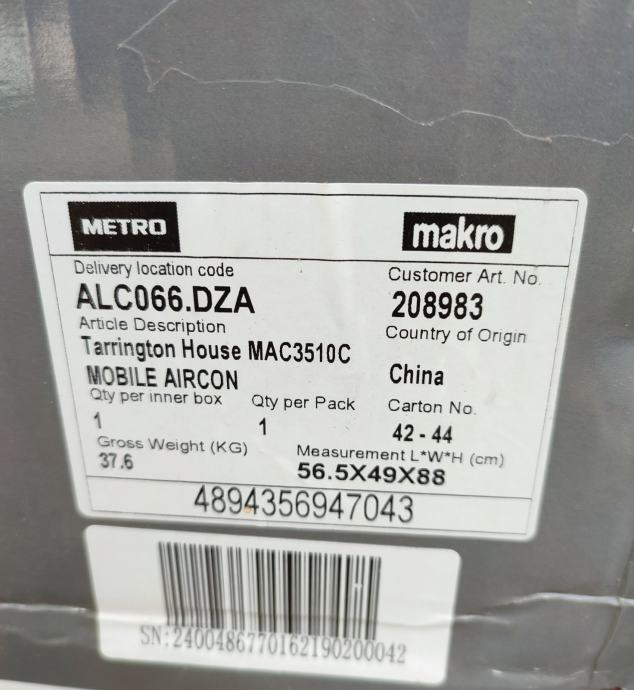 METRO makro
Delivery location code Customer Art. No.
ALC066.DZA 208983
Article Description Country of Origin
Tarrington House MAC3510C
MOBILE AIRCON China
Qty per inner box Qty per Pack Carton No.
1 1 42 - 44
Gross Weight (KG) Measurement L*W*H (cm)
37.6 56.5X49X88
4894356947043
SN:24004867701621902000042